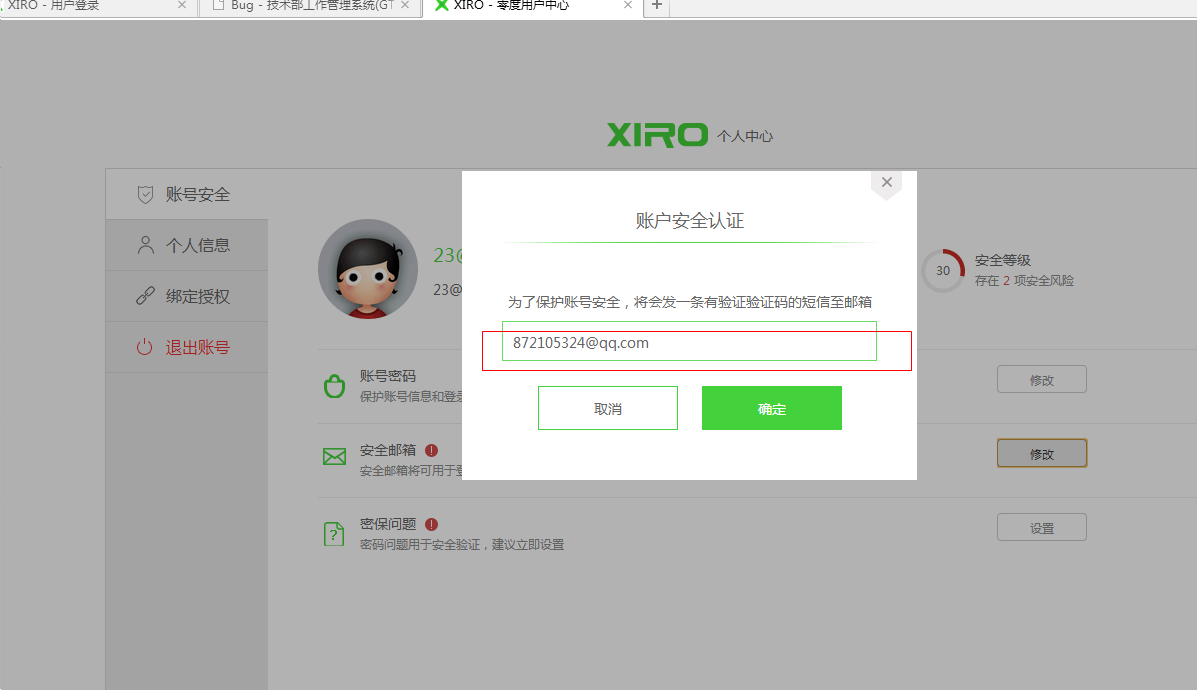 XIRO - 用户登录
Bug - 技术部工作管理系统(GT
XIRO - 零度用户中心
XIRO 个人中心
账号安全
个人信息
绑定授权
退出账号
23@
23@
30
安全等级
存在 2 项安全风险
账户安全认证
为了保护账号安全，将会发一条有验证验证码的短信至邮箱
872105324@qq.com
取消
确定
账号密码
保护账号信息和登录
修改
安全邮箱
安全邮箱将可用于登
修改
密保问题
密码问题用于安全验证，建议立即设置
设置